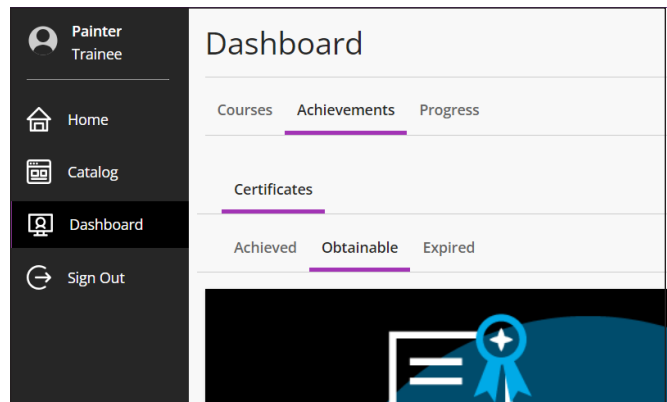 Painter
Trainee
Home
Catalog
Dashboard
Sign Out
Dashboard
Courses Achievements Progress
Certificates
Achieved Obtainable Expired